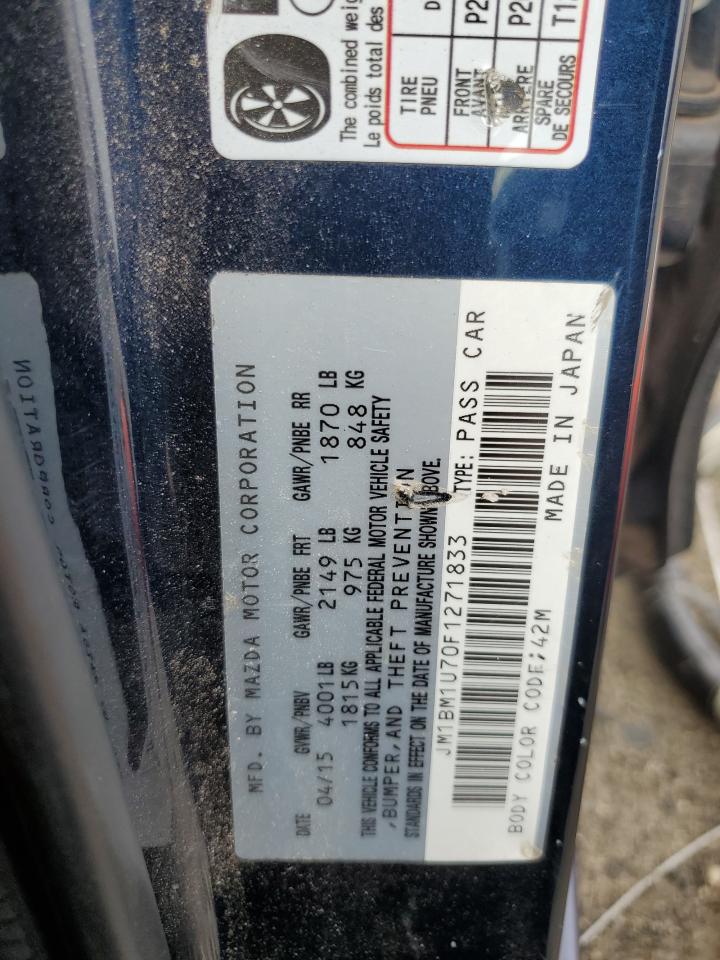 The combined weig
Le poids total des
TIRE
PNEU
D
FRONT
AVANT
P2
P2
SPARE
DE SECOURS
T1
MFD. BY MAZDA MOTOR CORPORATION
DATE GVWR/PNBV GAWR/PNBE FRT GAWR/PNBE RR
04/15 4001LB 2149 LB 1870 LB
1815KG 975 KG 848 KG
THIS VEHICLE CONFORMS TO ALL APPLICABLE FEDERAL MOTOR VEHICLE SAFETY
,BUMPER,AND THEFT PREVENTION
STANDARDS IN EFFECT ON THE DATE OF MANUFACTURE SHOWN ABOVE.
JM1BM1U70F1271833 TYPE: PASS CAR
BODY COLOR CODE;42M MADE IN JAPAN